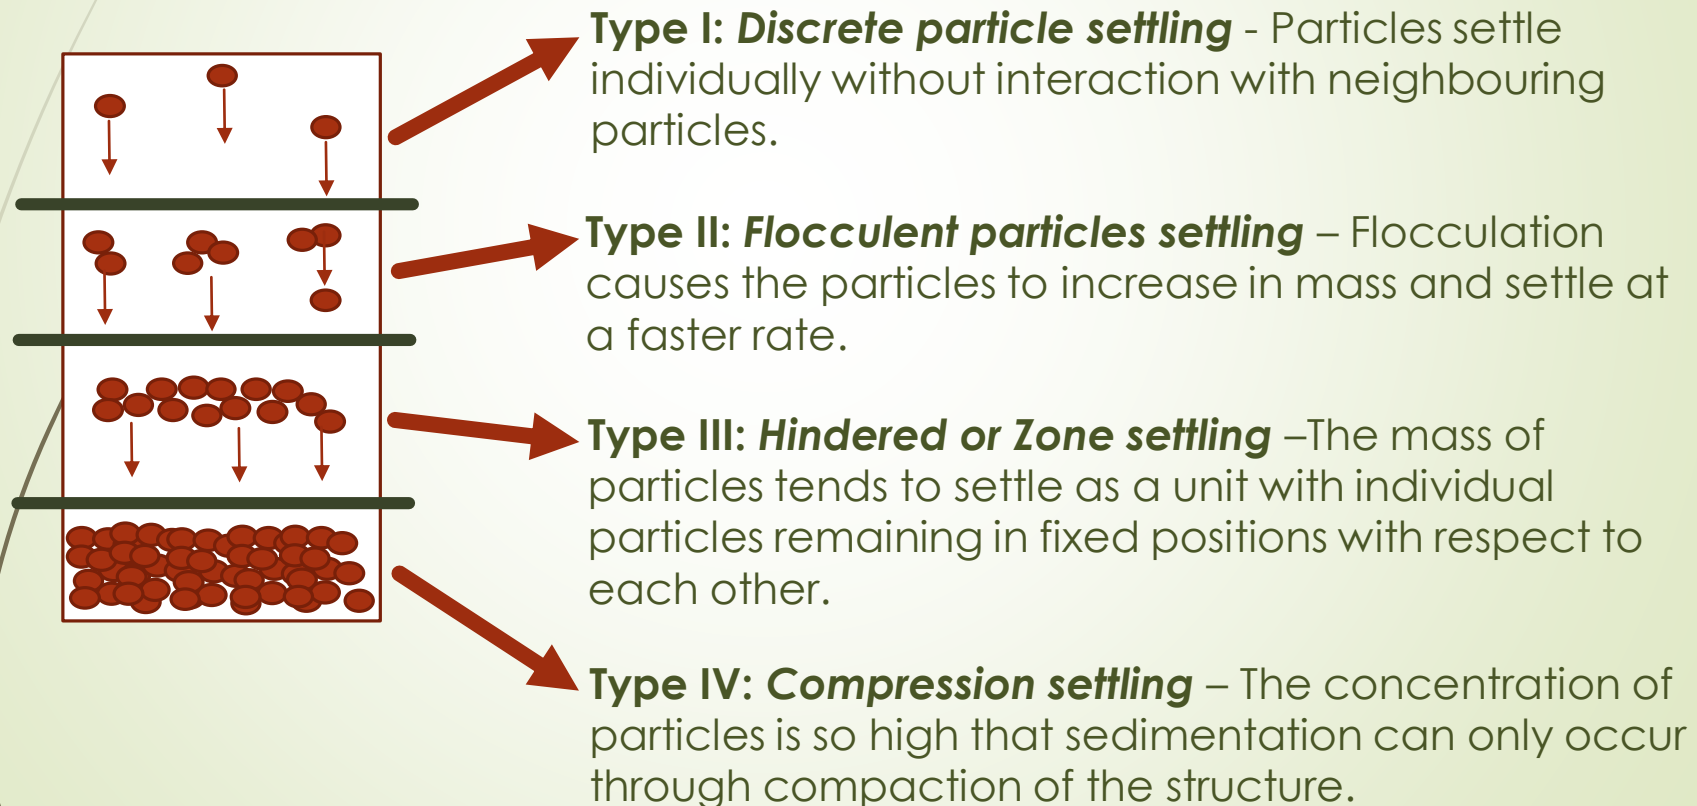 Type I: Discrete particle settling - Particles settle
individually without interaction with neighbouring
particles.
Type II: Flocculent particles settling – Flocculation
causes the particles to increase in mass and settle at
a faster rate.
Type III: Hindered or Zone settling –The mass of
particles tends to settle as a unit with individual
particles remaining in fixed positions with respect to
each other.
Type IV: Compression settling – The concentration of
particles is so high that sedimentation can only occur
through compaction of the structure.